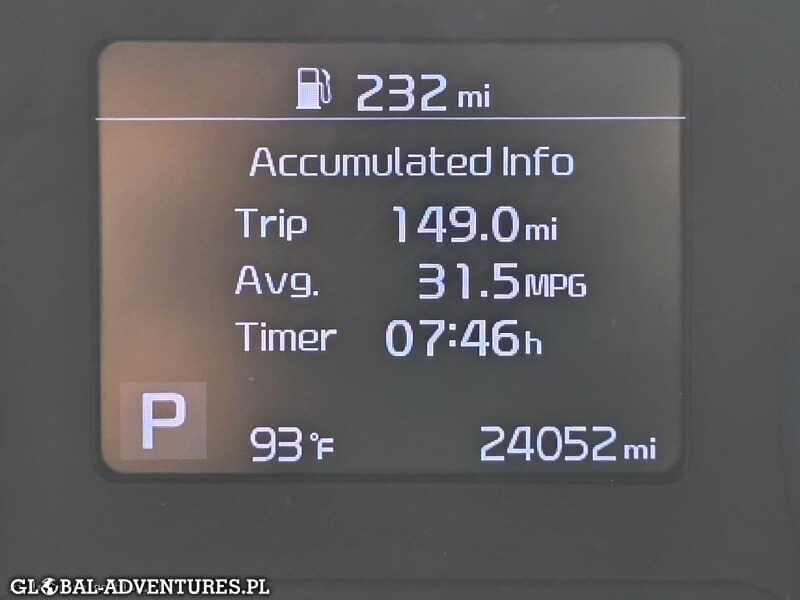 232 mi
Accumulated Info
Trip 149.0 mi
Avg. 31.5 MPG
Timer 07:46 h
P 93 °F 24052 mi
GLOBAL-ADVENTURES.PL